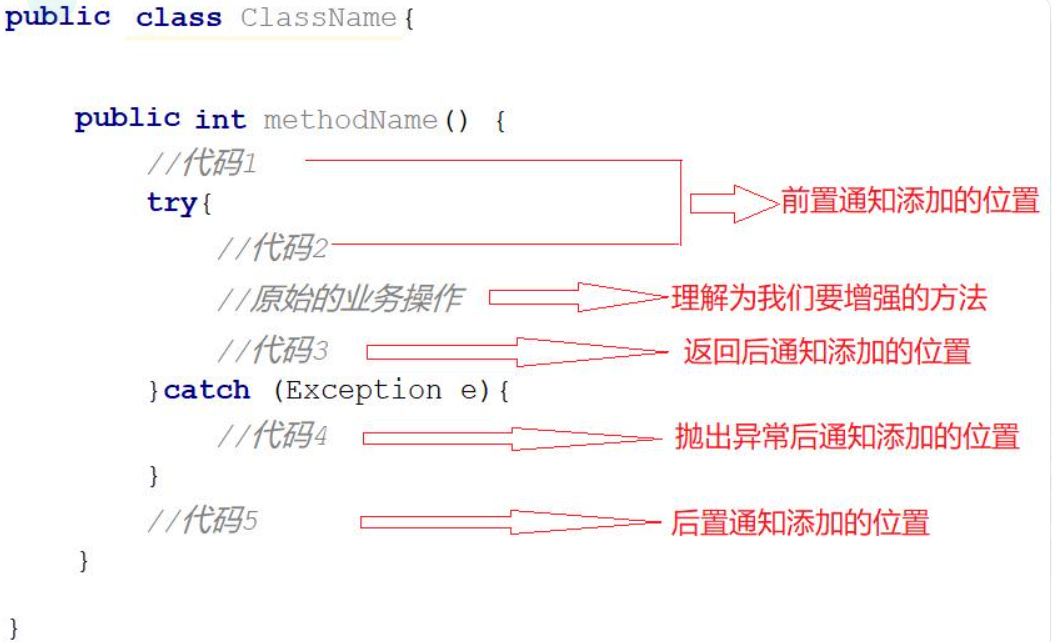 public class ClassName{
public int methodName() {
//代码1
try{
前置通知添加的位置
//代码2
//原始的业务操作 理解为我们要增强的方法
//代码3 返回后通知添加的位置
}catch (Exception e){
//代码4 抛出异常后通知添加的位置
}
//代码5 后置通知添加的位置
}
}